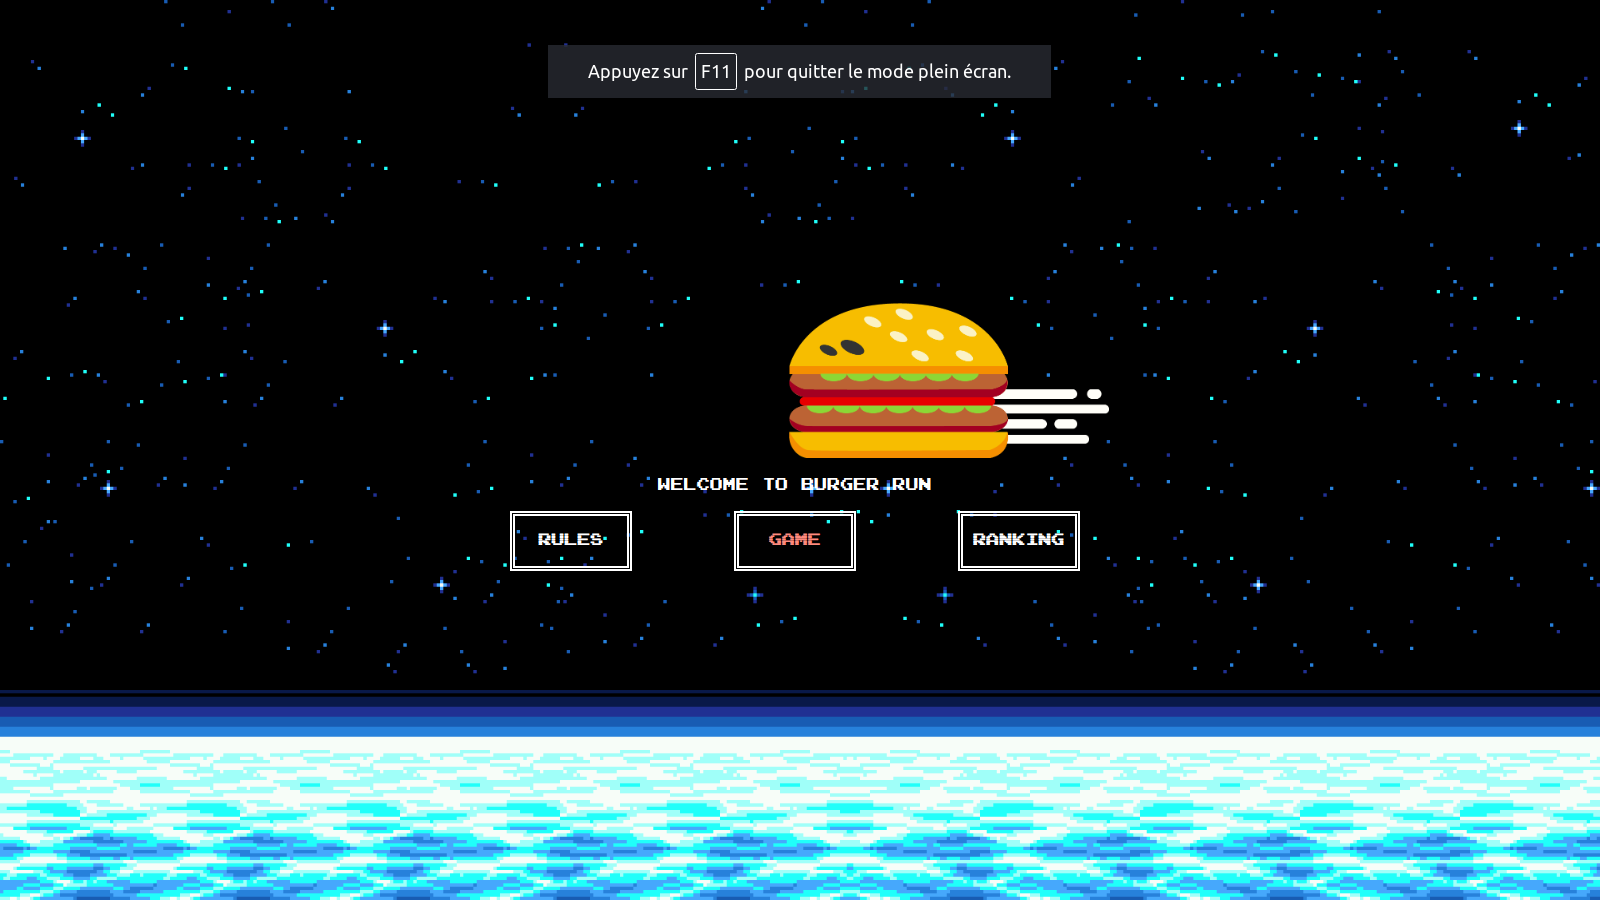 Appuyez sur F11 pour quitter le mode plein écran.
WELCOME TO BURGER RUN
RULES
GAME
RANKING